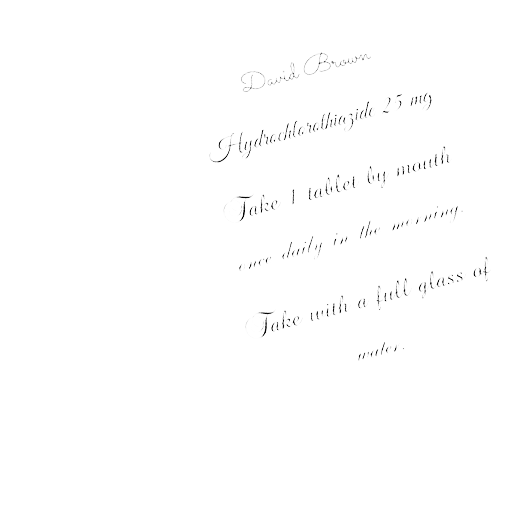 David Brown
Hydrochlorothiazide 25 mg
Take 1 tablet by mouth
once daily in the morning.
Take with a full glass of
water.